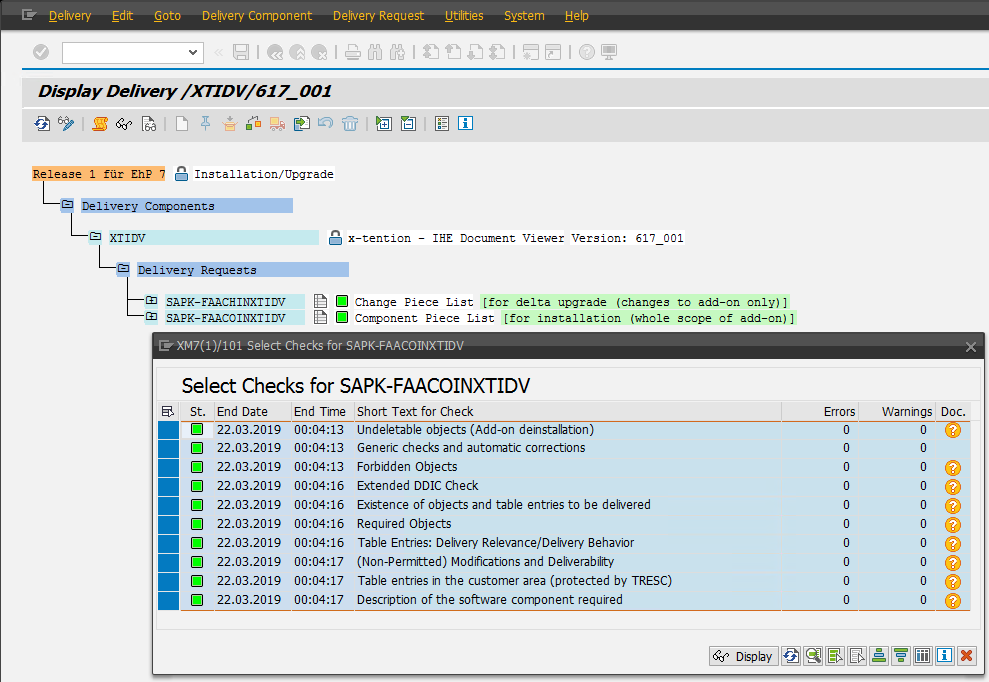 Delivery Edit Goto Delivery Component Delivery Request Utilities System Help
Display Delivery /XTIDV/617_001
Release 1 für EhP 7 Installation/Upgrade
Delivery Components
XTIDV x-tention - IHE Document Viewer Version: 617_001
Delivery Requests
SAPK-FAACHINXTIDV Change Piece List [for delta upgrade (changes to add-on only)]
SAPK-FAACOINXTIDV Component Piece List [for installation (whole scope of add-on)]
XM7(1)/101 Select Checks for SAPK-FAACOINXTIDV
Select Checks for SAPK-FAACOINXTIDV
St. End Date End Time Short Text for Check Errors Warnings Doc.
22.03.2019 00:04:13 Undeletable objects (Add-on deinstallation) 0 0
22.03.2019 00:04:13 Generic checks and automatic corrections 0 0
22.03.2019 00:04:13 Forbidden Objects 0 0
22.03.2019 00:04:16 Extended DDIC Check 0 0
22.03.2019 00:04:16 Existence of objects and table entries to be delivered 0 0
22.03.2019 00:04:16 Required Objects 0 0
22.03.2019 00:04:16 Table Entries: Delivery Relevance/Delivery Behavior 0 0
22.03.2019 00:04:17 (Non-Permitted) Modifications and Deliverability 0 0
22.03.2019 00:04:17 Table entries in the customer area (protected by TRESC) 0 0
22.03.2019 00:04:17 Description of the software component required 0 0
Display